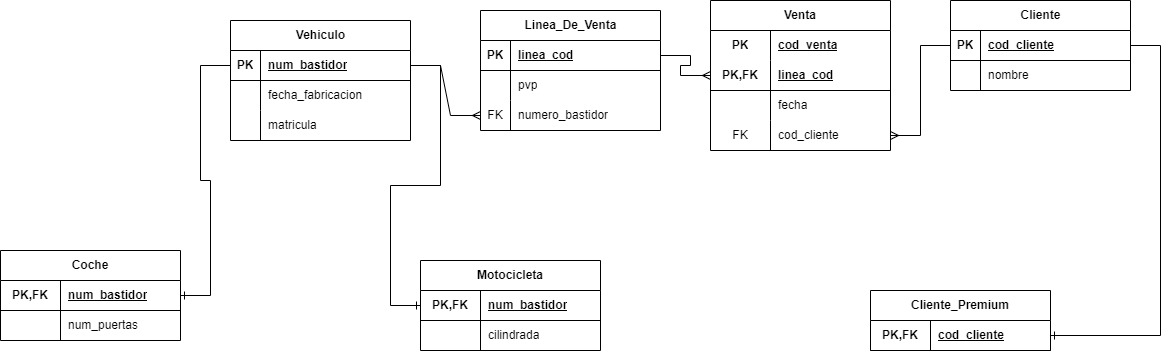 Vehiculo
PK num_bastidor
fecha_fabricacion
matricula
Linea_De_Venta
PK linea_cod
pvp
FK numero_bastidor
Venta
PK cod_venta
PK,FK linea_cod
fecha
FK cod_cliente
Cliente
PK cod_cliente
nombre
Coche
PK,FK num_bastidor
num_puertas
Motocicleta
PK,FK num_bastidor
cilindrada
Cliente_Premium
PK,FK cod_cliente